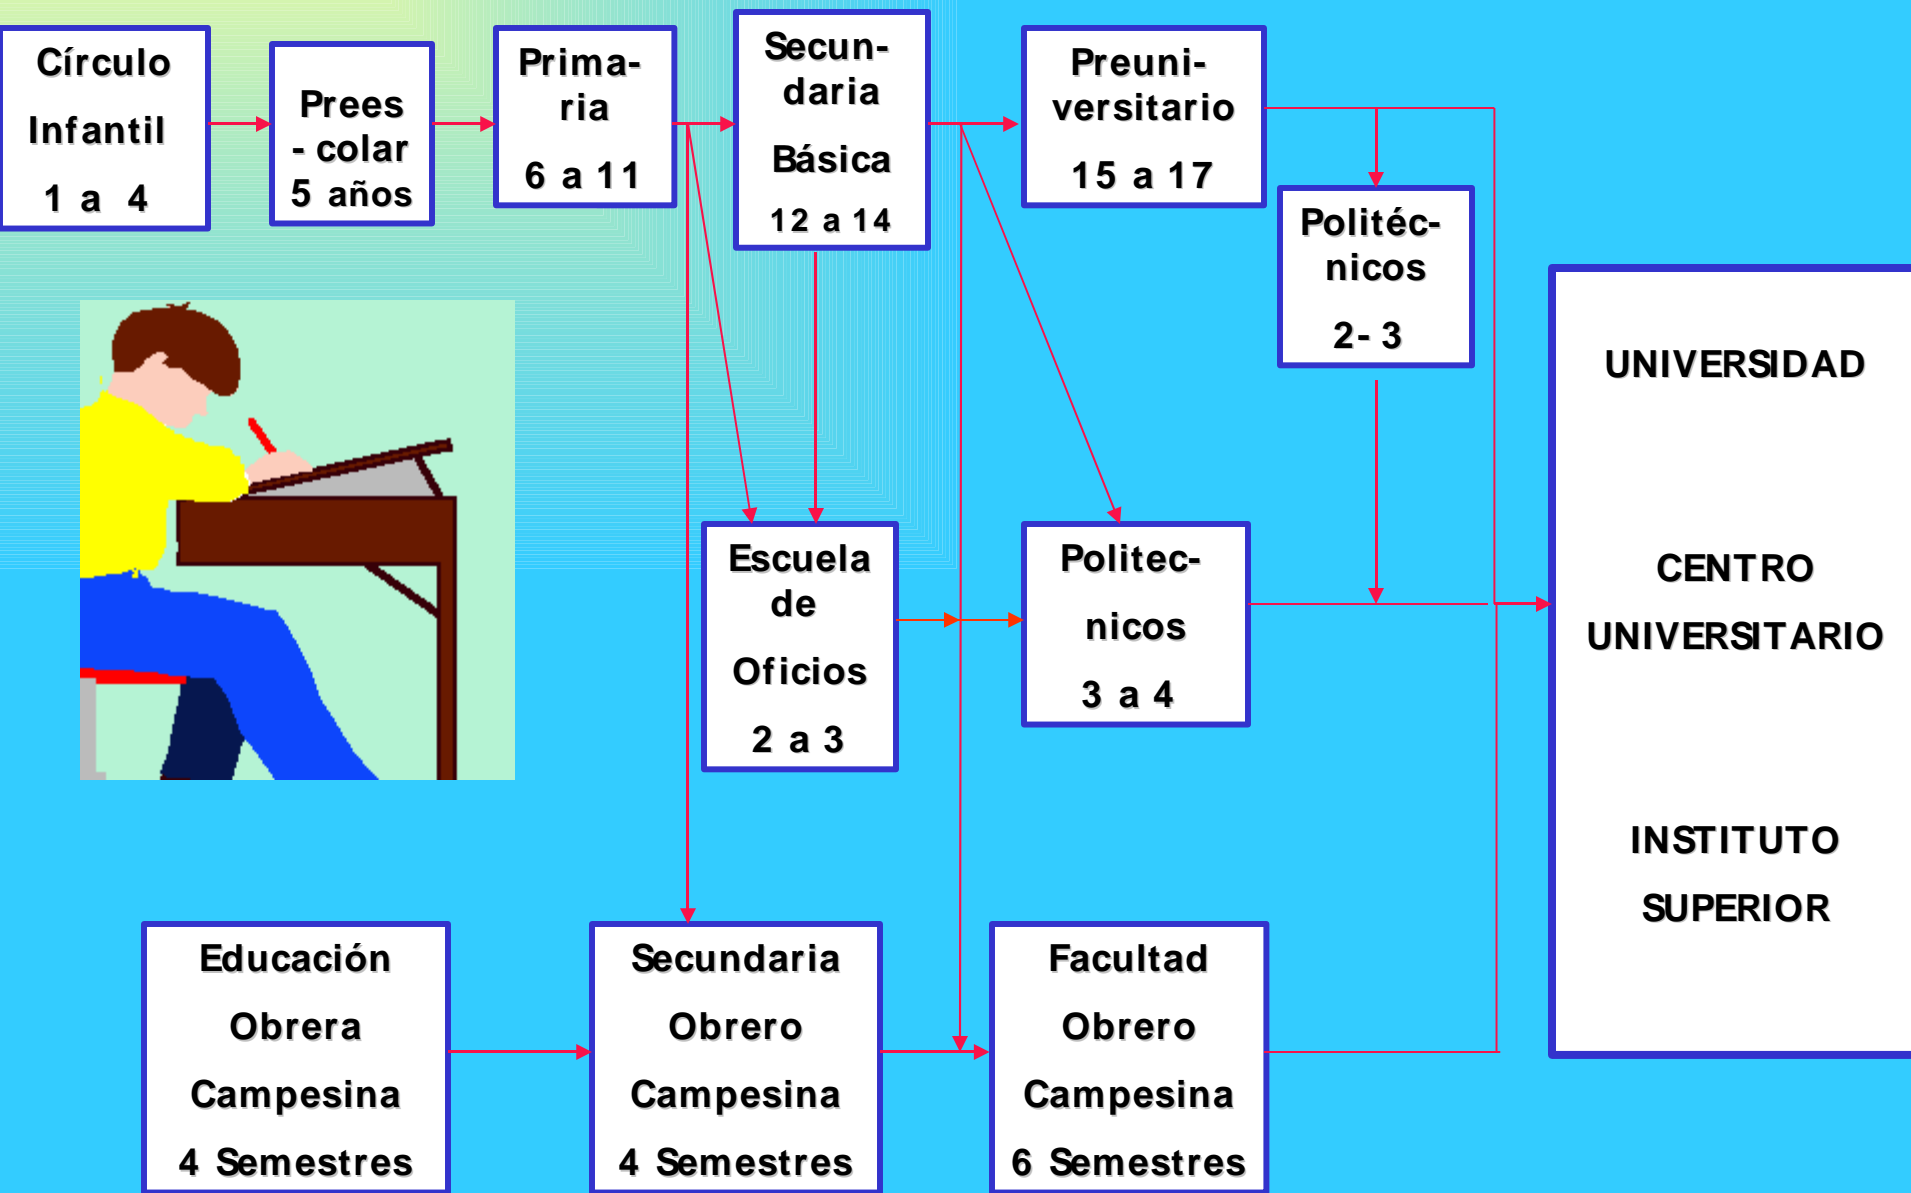 Círculo
Infantil
1 a 4
Prees
- colar
5 años
Prima-
ria
6 a 11
Secun-
daria
Básica
12 a 14
Preuni-
versitario
15 a 17
Politéc-
nicos
2- 3
UNIVERSIDAD
CENTRO
UNIVERSITARIO
INSTITUTO
SUPERIOR
Escuela
de
Oficios
2 a 3
Politec-
nicos
3 a 4
Educación
Obrera
Campesina
4 Semestres
Secundaria
Obrero
Campesina
4 Semestres
Facultad
Obrero
Campesina
6 Semestres